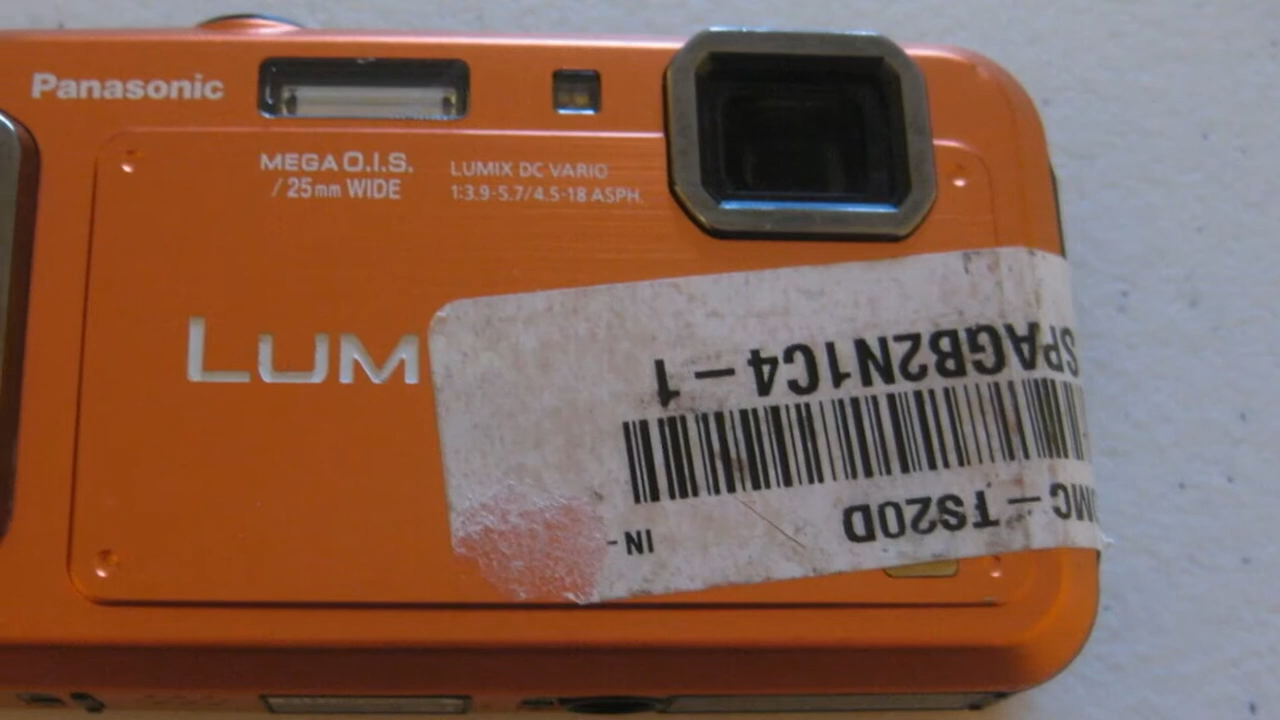 Panasonic
MEGA O.I.S.
/ 25mm WIDE
LUMIX DC VARIO
1:3.9-5.7/4.5-18 ASPH.
LUM
SPAGB2N1C4-1
DMC-TS20D
IN-